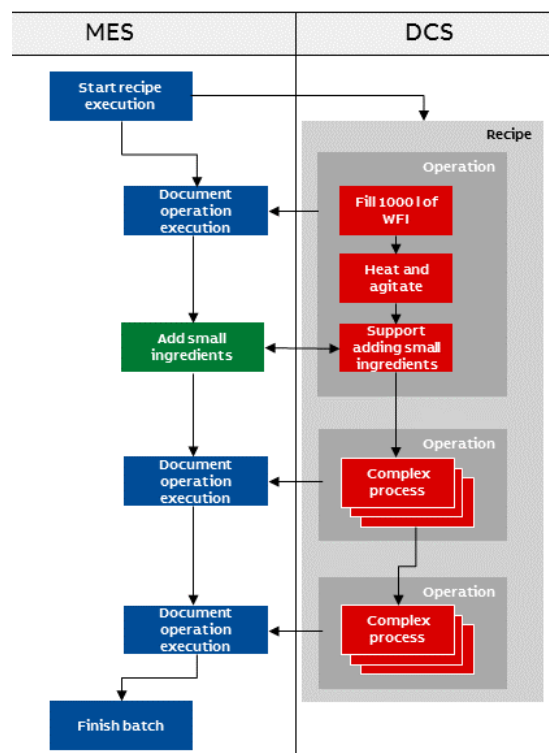 MES
DCS
Start recipe
execution
Recipe
Operation
Document
operation
execution
Fill 1000 l of
WFI
Heat and
agitate
Add small
ingredients
Support
adding small
ingredients
Operation
Document
operation
execution
Complex
process
Operation
Document
operation
execution
Complex
process
Finish batch